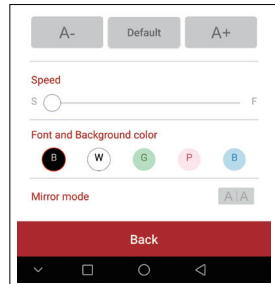 A- Default A+
Speed
S F
Font and Background color
B W G P B
Mirror mode A|A
Back